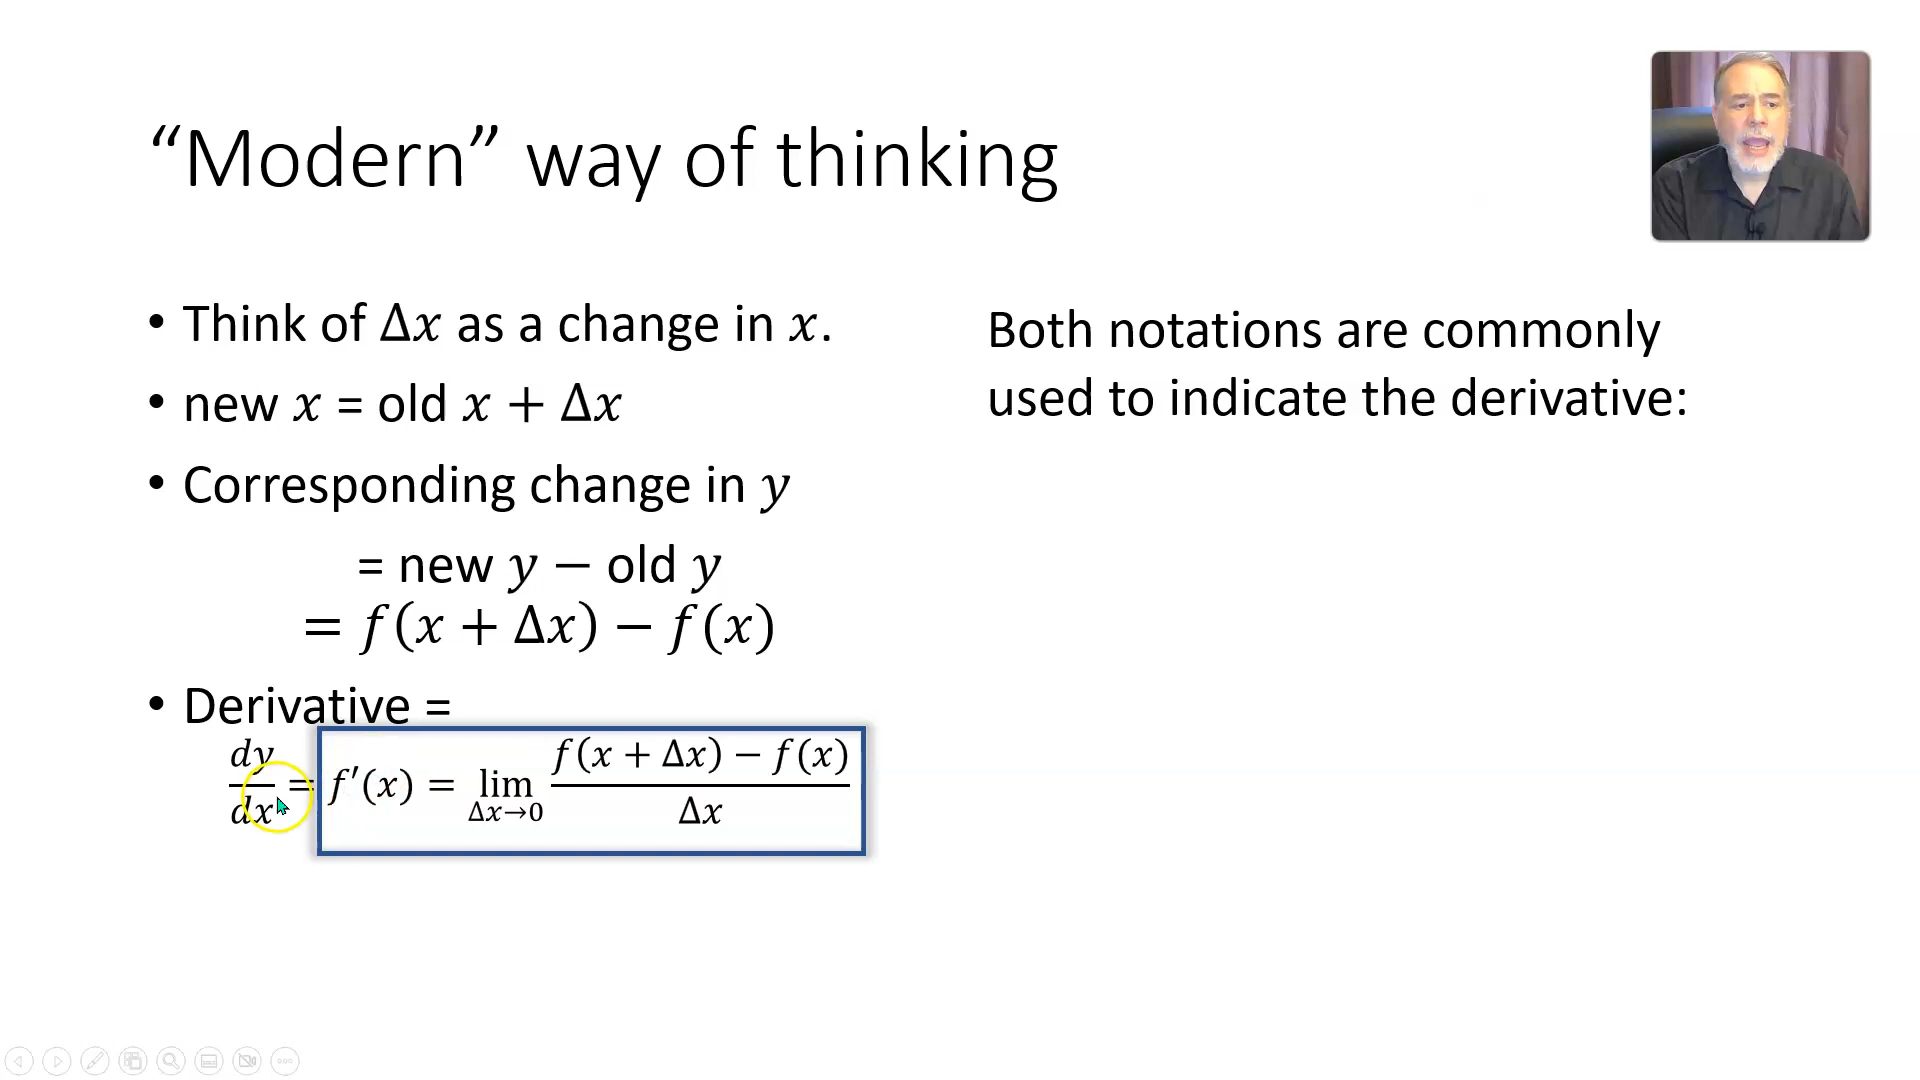 “Modern” way of thinking
• Think of Δx as a change in x.
• new x = old x + Δx
• Corresponding change in y
= new y − old y
= f(x + Δx) − f(x)
• Derivative =
dy/dx = f′(x) = lim Δx→0 (f(x + Δx) − f(x))/Δx
Both notations are commonly
used to indicate the derivative: